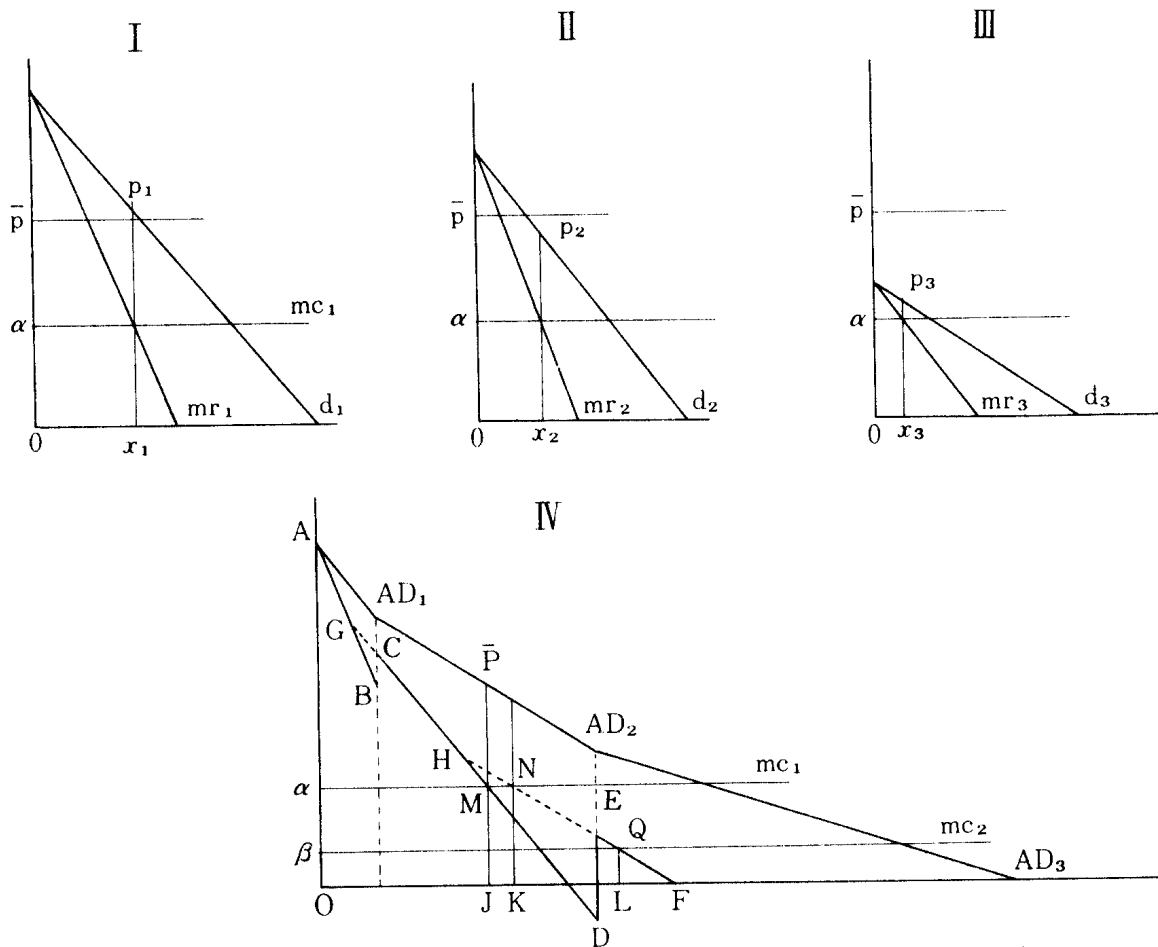 I II III
p₁
p̄
mc₁
α
mr₁ d₁
0 x₁
p̄
p₂
α
mr₂ d₂
0 x₂
p̄
p₃
α
mr₃ d₃
0 x₃
IV
A
AD₁
G C
P̄
B
AD₂
H N mc₁
α M E
Q mc₂
β AD₃
O J K L F
D